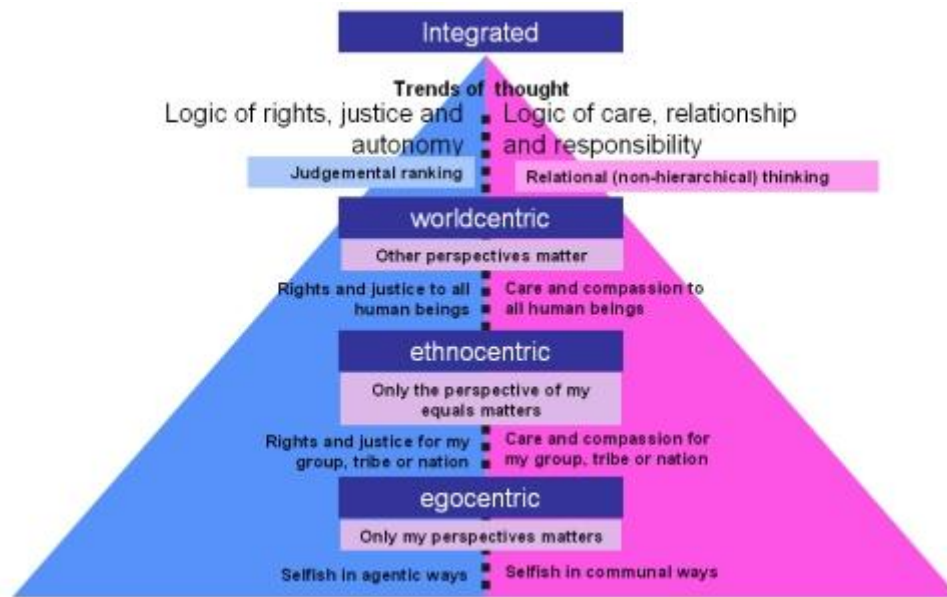 Integrated
Trends of thought
Logic of rights, justice and
autonomy
Logic of care, relationship
and responsibility
Judgemental ranking
Relational (non-hierarchical) thinking
worldcentric
Other perspectives matter
Rights and justice to all
human beings
Care and compassion to
all human beings
ethnocentric
Only the perspective of my
equals matters
Rights and justice for my
group, tribe or nation
Care and compassion for
my group, tribe or nation
egocentric
Only my perspectives matters
Selfish in agentic ways
Selfish in communal ways